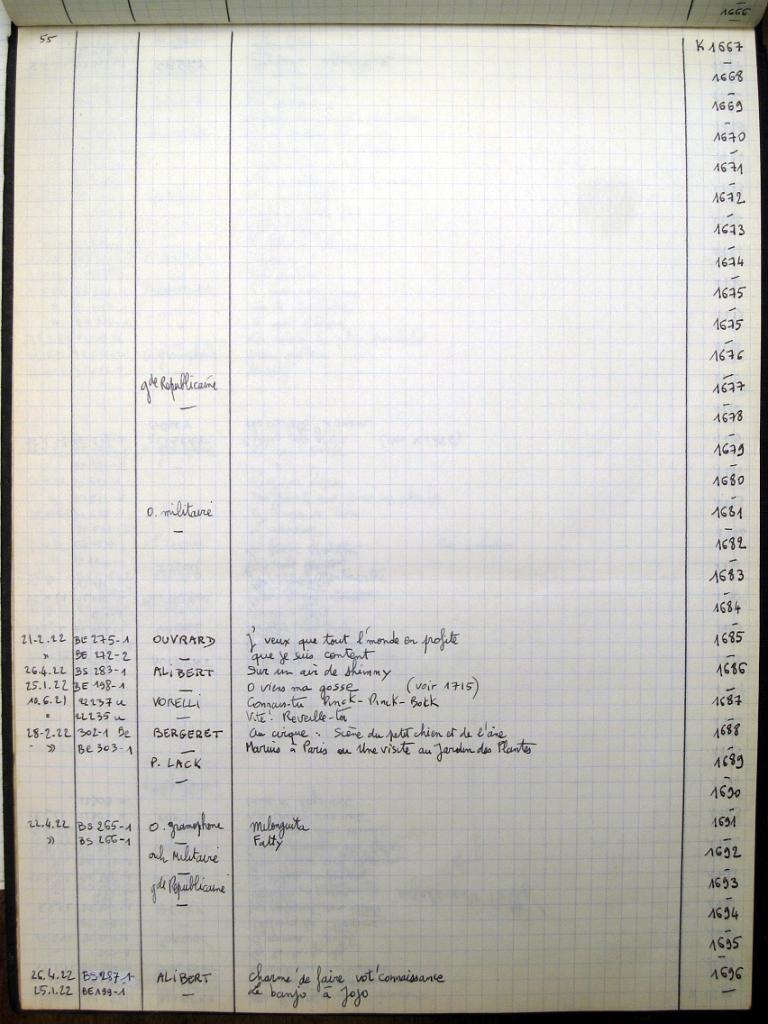 1666
55
K 1667
1668
1669
1670
1671
1672
1673
1674
1675
1675
1676
gde Républicaine 1677
1678
1679
1680
O. militaire 1681
1682
1683
1684
21-2.22 BE 275-1 OUVRARD J' veux que tout l'monde en profite 1685
" BE 272-2 — que je suis content
26.4.22 BS 283-1 ALIBERT Sur un air de shimmy 1686
25.1.22 BE 198-1 — O viens ma gosse (voir 1715)
10.6.21 22237 u VORELLI Connais-tu Pinck-Pinck-Bokk 1687
" 22235 u — Vite: Reveille-toi
28-2.22 302-1 BE BERGERET Au cirque: Scène du petit chien et de l'âne 1688
" BE 303-1 — Marius à Paris ou Une visite au Jardin des Plantes
P. LACK 1689
1690
22.4.22 BS 265-1 O. gramophone Milonguita 1691
" BS 266-1 — Fatty
orch Militaire 1692
gde Républicaine 1693
1694
1695
26.4.22 BS 287-1 ALIBERT charmé de faire vot' connaissance 1696
25.1.22 BE 199-1 — Le banjo à Jojo